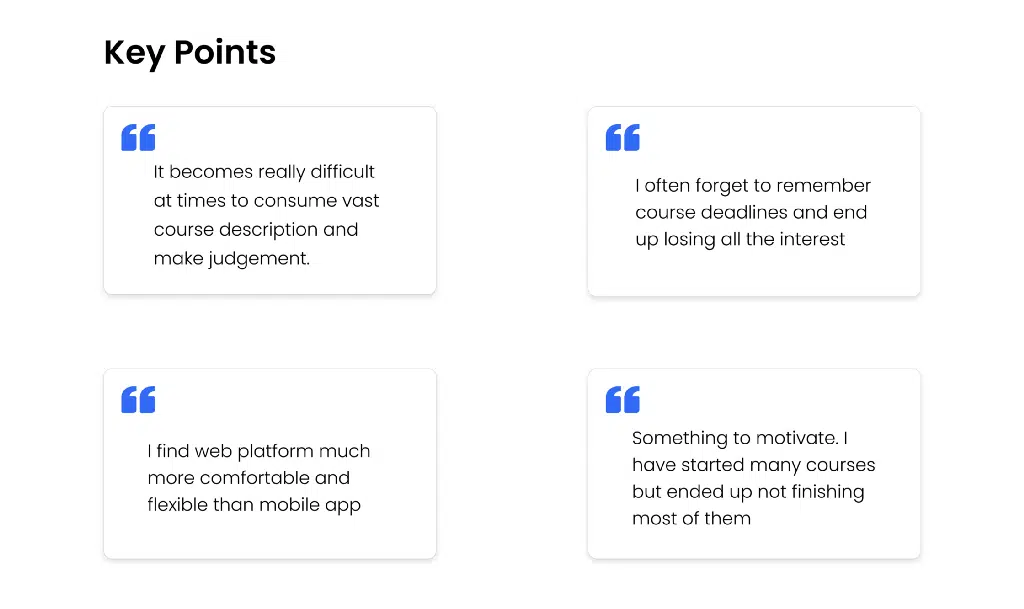 Key Points
It becomes really difficult
at times to consume vast
course description and
make judgement.
I often forget to remember
course deadlines and end
up losing all the interest
I find web platform much
more comfortable and
flexible than mobile app
Something to motivate. I
have started many courses
but ended up not finishing
most of them